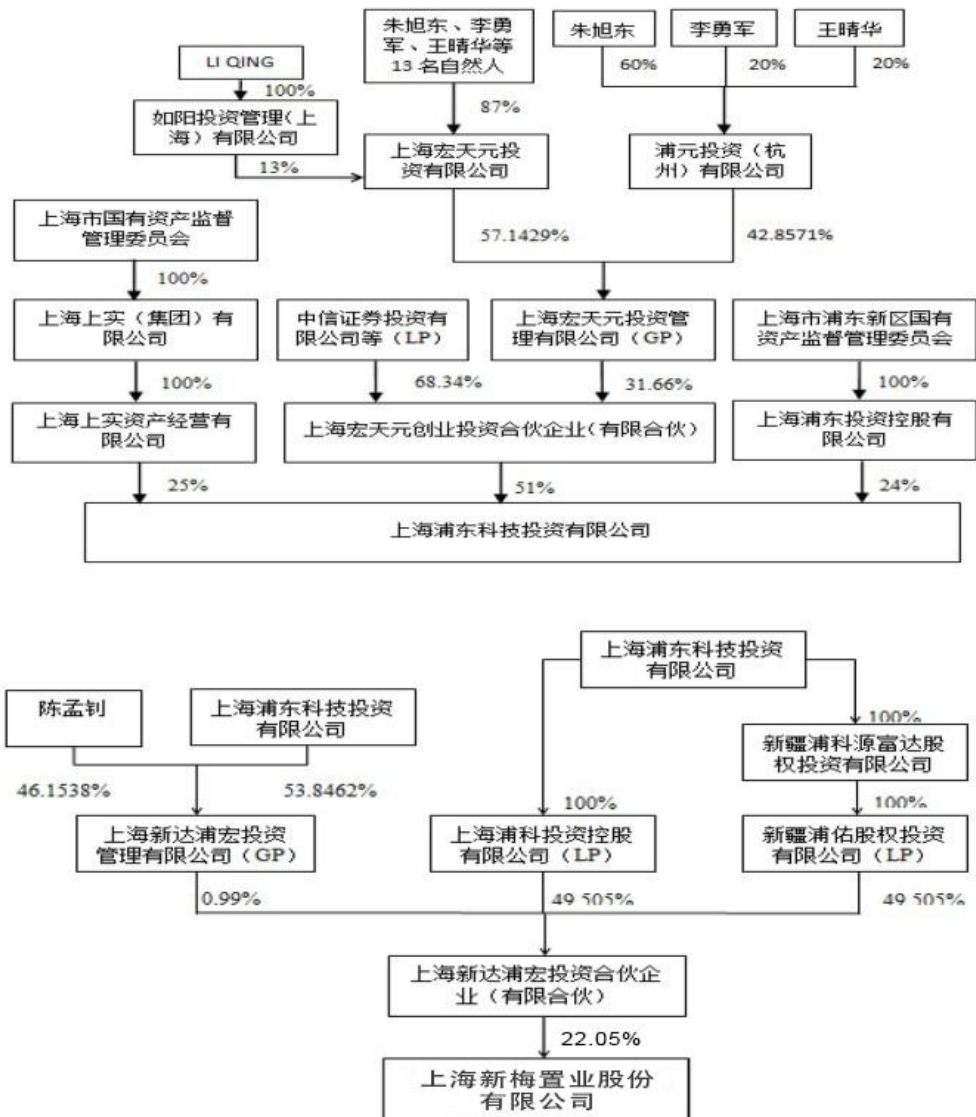 朱旭东、李勇
军、王晴华等
13 名自然人
朱旭东
李勇军
王晴华
LI QING
60%
20%
20%
100%
87%
如阳投资管理（上
海）有限公司
13%
上海宏天元投
资有限公司
浦元投资（杭
州）有限公司
上海市国有资产监督
管理委员会
57.1429%
42.8571%
100%
上海上实（集团）有
限公司
中信证券投资有
限公司等（LP）
上海宏天元投资管
理有限公司（GP）
上海市浦东新区国有
资产监督管理委员会
100%
68.34%
31.66%
100%
上海上实资产经营有
限公司
上海宏天元创业投资合伙企业（有限合伙）
上海浦东投资控股有
限公司
25%
51%
24%
上海浦东科技投资有限公司
上海浦东科技投资
有限公司
陈孟钊
上海浦东科技投资
有限公司
100%
新疆浦科源富达股
权投资有限公司
46.1538%
53.8462%
100%
100%
上海新达浦宏投资
管理有限公司（GP）
上海浦科投资控股
有限公司（LP）
新疆浦佑股权投资
有限公司（LP）
0.99%
49.505%
49.505%
上海新达浦宏投资合伙企
业（有限合伙）
22.05%
上海新梅置业股份
有限公司